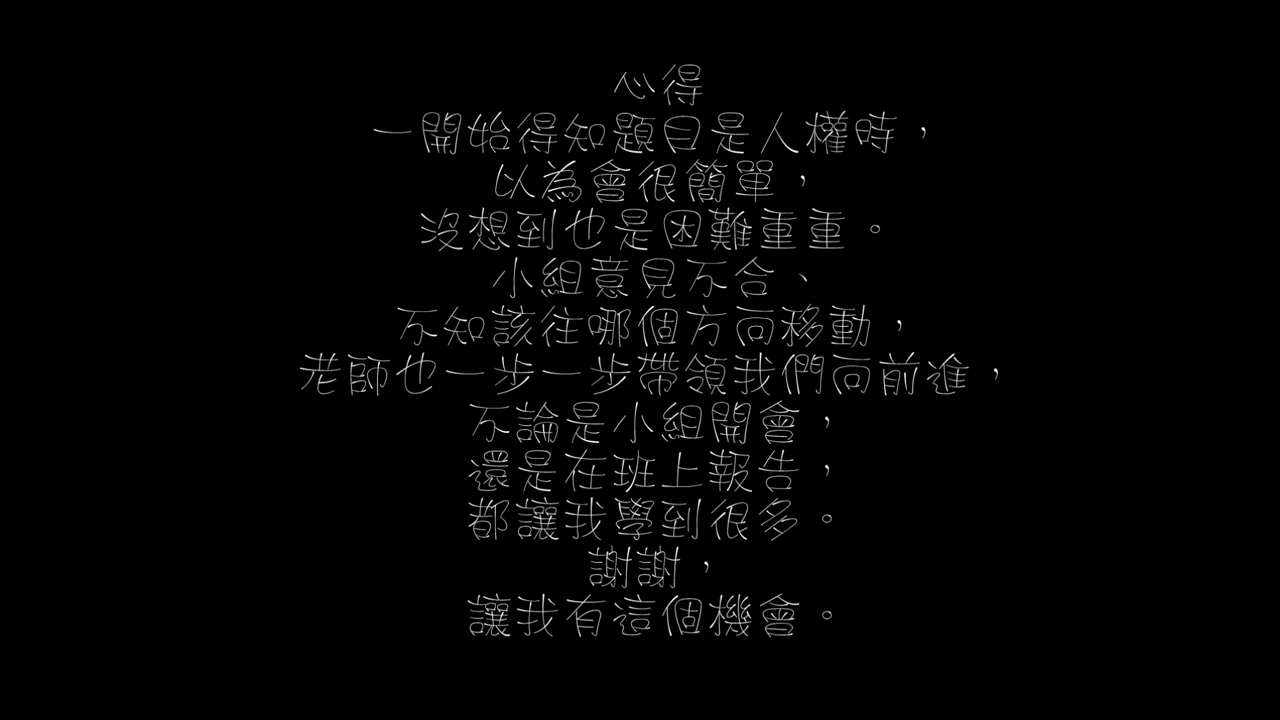 心得
一開始得知題目是人權時，
以為會很簡單，
沒想到也是困難重重。
小組意見不合、
不知該往哪個方向移動，
老師也一步一步帶領我們向前進，
不論是小組開會，
還是在班上報告，
都讓我學到很多。
謝謝，
讓我有這個機會。